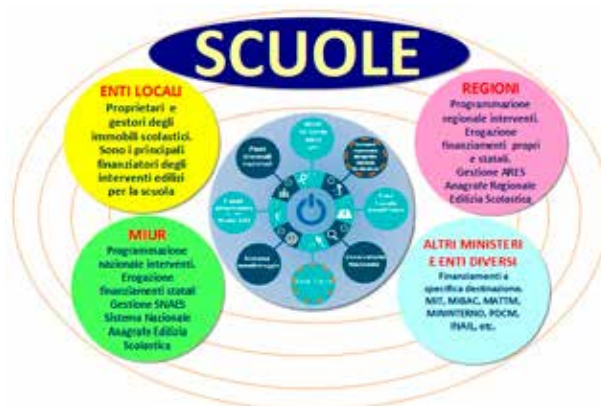 SCUOLE
ENTI LOCALI
Proprietari e
gestori degli
immobili scolastici.
Sono i principali
finanziatori degli
interventi edilizi
per la scuola
REGIONI
Programmazione
regionale interventi.
Erogazione
finanziamenti propri
e statali.
Gestione ARES
Anagrafe Regionale
Edilizia Scolastica
MIUR
Programmazione
nazionale interventi.
Erogazione
finanziamenti statali
Gestione SNAES
Sistema Nazionale
Anagrafe Edilizia
Scolastica
ALTRI MINISTERI
E ENTI DIVERSI
Finanziamenti a
specifica destinazione.
MIT, MIBAC, MATTM,
MININTERNO, PDCM,
INAIL, etc.